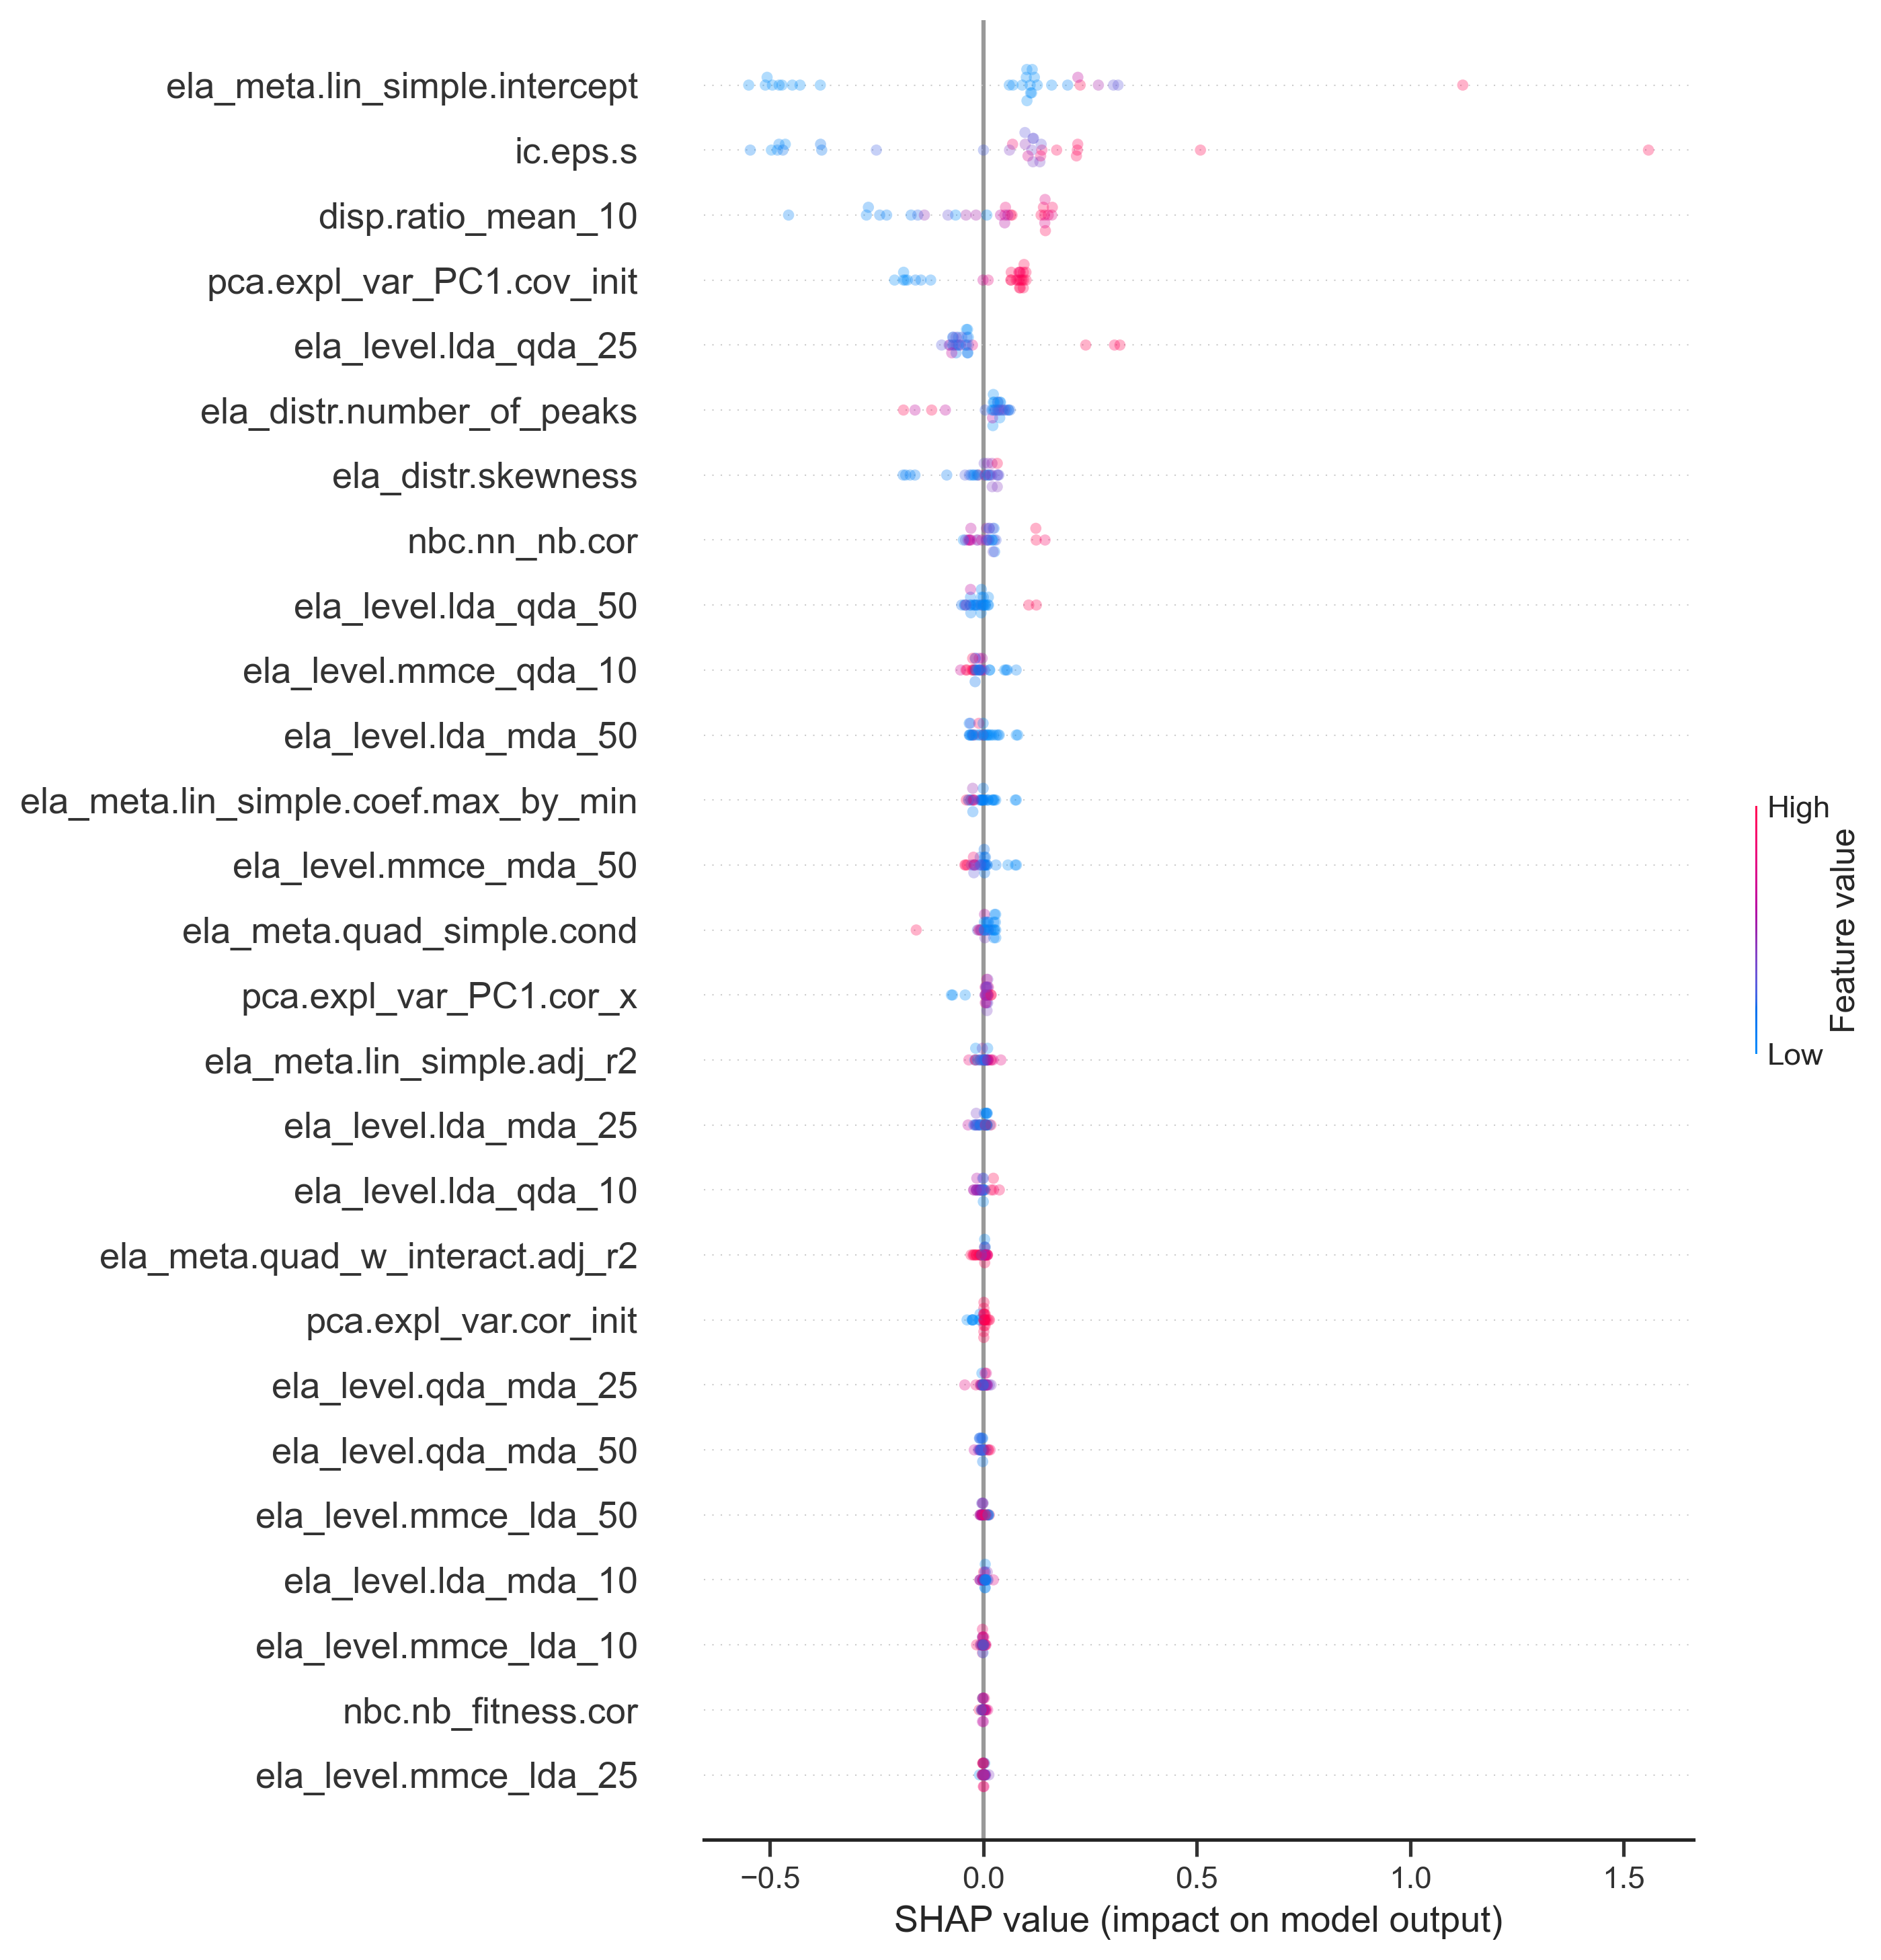 ela_meta.lin_simple.intercept
ic.eps.s
disp.ratio_mean_10
pca.expl_var_PC1.cov_init
ela_level.lda_qda_25
ela_distr.number_of_peaks
ela_distr.skewness
nbc.nn_nb.cor
ela_level.lda_qda_50
ela_level.mmce_qda_10
ela_level.lda_mda_50
ela_meta.lin_simple.coef.max_by_min
ela_level.mmce_mda_50
ela_meta.quad_simple.cond
pca.expl_var_PC1.cor_x
ela_meta.lin_simple.adj_r2
ela_level.lda_mda_25
ela_level.lda_qda_10
ela_meta.quad_w_interact.adj_r2
pca.expl_var.cor_init
ela_level.qda_mda_25
ela_level.qda_mda_50
ela_level.mmce_lda_50
ela_level.lda_mda_10
ela_level.mmce_lda_10
nbc.nb_fitness.cor
ela_level.mmce_lda_25
−0.5 0.0 0.5 1.0 1.5
SHAP value (impact on model output)
High
Feature value
Low